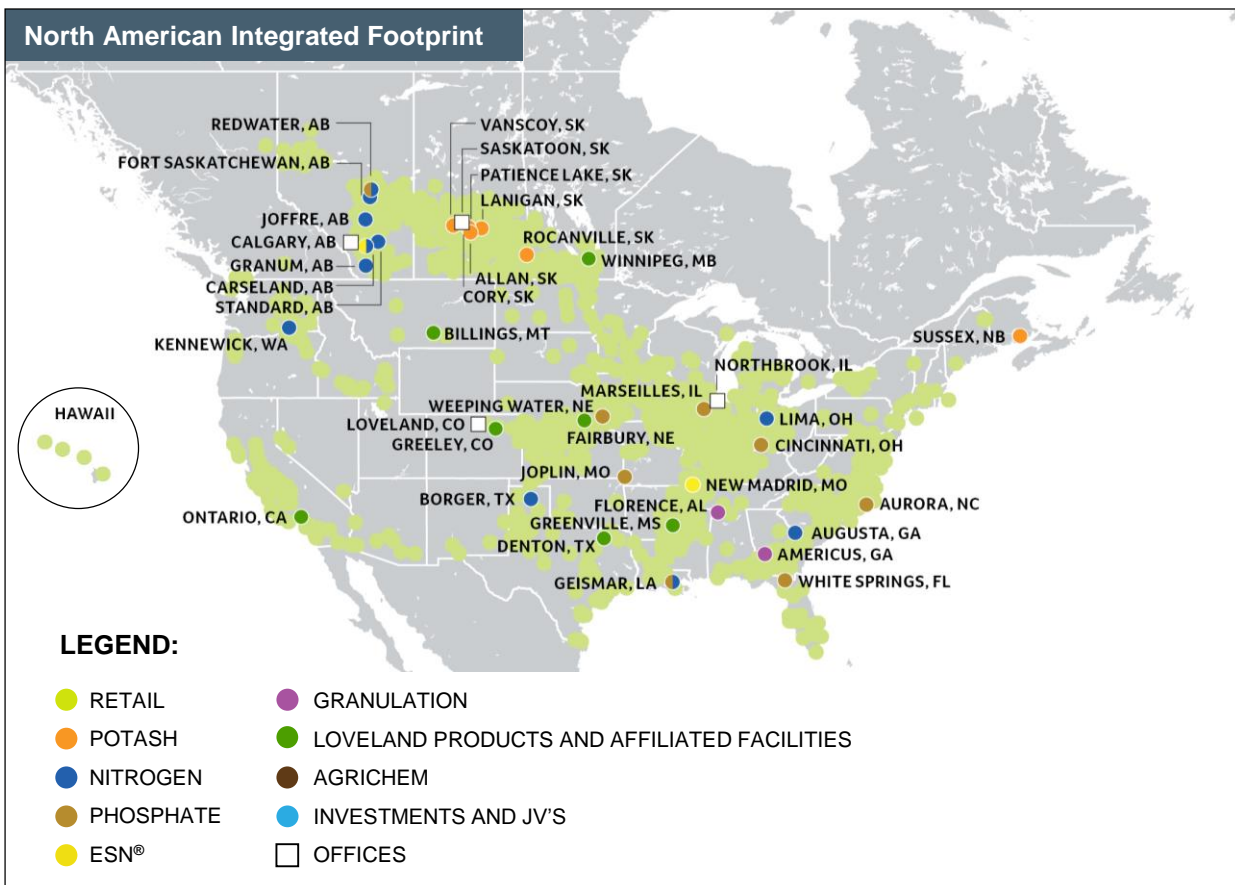 North American Integrated Footprint
REDWATER, AB
FORT SASKATCHEWAN, AB
JOFFRE, AB
CALGARY, AB
GRANUM, AB
CARSELAND, AB
STANDARD, AB
VANSCOY, SK
SASKATOON, SK
PATIENCE LAKE, SK
LANIGAN, SK
ROCANVILLE, SK
WINNIPEG, MB
ALLAN, SK
CORY, SK
KENNEWICK, WA
BILLINGS, MT
SUSSEX, NB
NORTHBROOK, IL
MARSEILLES, IL
WEEPING WATER, NE
LOVELAND, CO
GREELEY, CO
FAIRBURY, NE
LIMA, OH
CINCINNATI, OH
HAWAII
JOPLIN, MO
NEW MADRID, MO
BORGER, TX
FLORENCE, AL
AURORA, NC
ONTARIO, CA
GREENVILLE, MS
DENTON, TX
AUGUSTA, GA
AMERICUS, GA
GEISMAR, LA
WHITE SPRINGS, FL
LEGEND:
RETAIL
POTASH
NITROGEN
PHOSPHATE
ESN®
GRANULATION
LOVELAND PRODUCTS AND AFFILIATED FACILITIES
AGRICHEM
INVESTMENTS AND JV'S
OFFICES